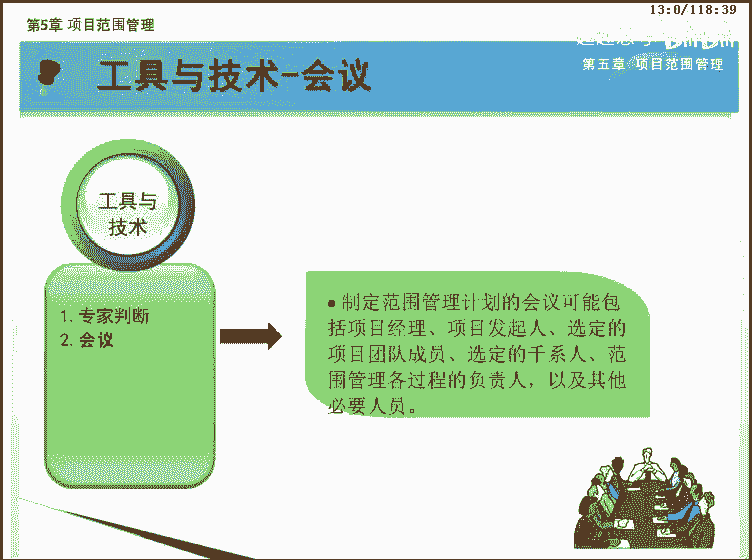 13:0/118:39
第5章 项目范围管理
工具与技术-会议
第五章 项目范围管理
工具与
技术
1. 专家判断
2. 会议
● 制定范围管理计划的会议可能包
括项目经理、项目发起人、选定的
项目团队成员、选定的干系人、范
围管理各过程的负责人，以及其他
必要人员。